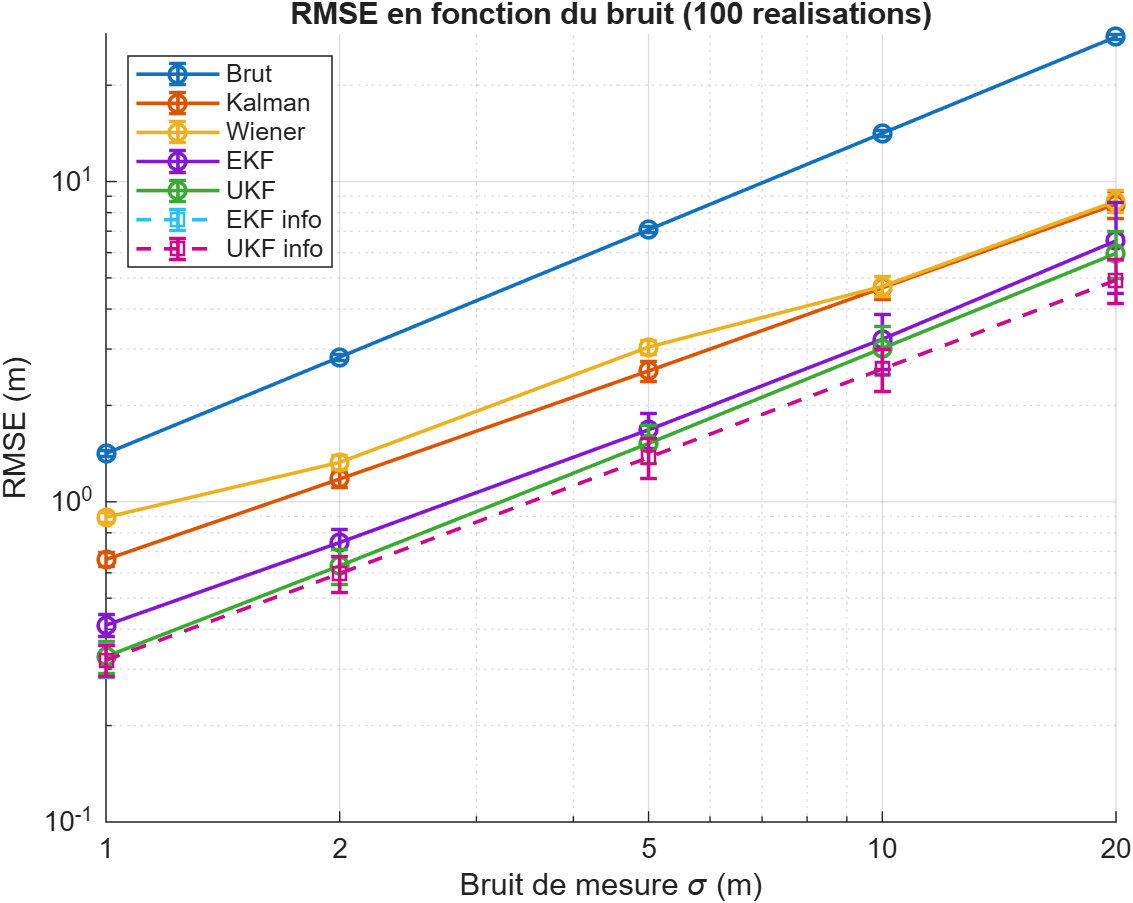 RMSE en fonction du bruit (100 realisations)
Brut
Kalman
Wiener
EKF
UKF
EKF info
UKF info
RMSE (m)
10^1
10^0
10^-1
1 2 5 10 20
Bruit de mesure σ (m)